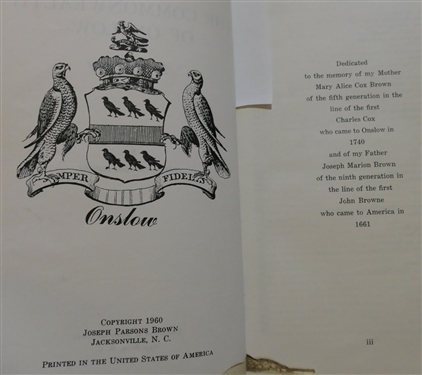 MPER
FIDEL
Onslow
COPYRIGHT 1960
JOSEPH PARSONS BROWN
JACKSONVILLE, N. C.
PRINTED IN THE UNITED STATES OF AMERICA
Dedicated
to the memory of my Mother
Mary Alice Cox Brown
of the fifth generation in the
line of the first
Charles Cox
who came to Onslow in
1740
and of my Father
Joseph Marion Brown
of the ninth generation in
the line of the first
John Browne
who came to America in
1661
iii